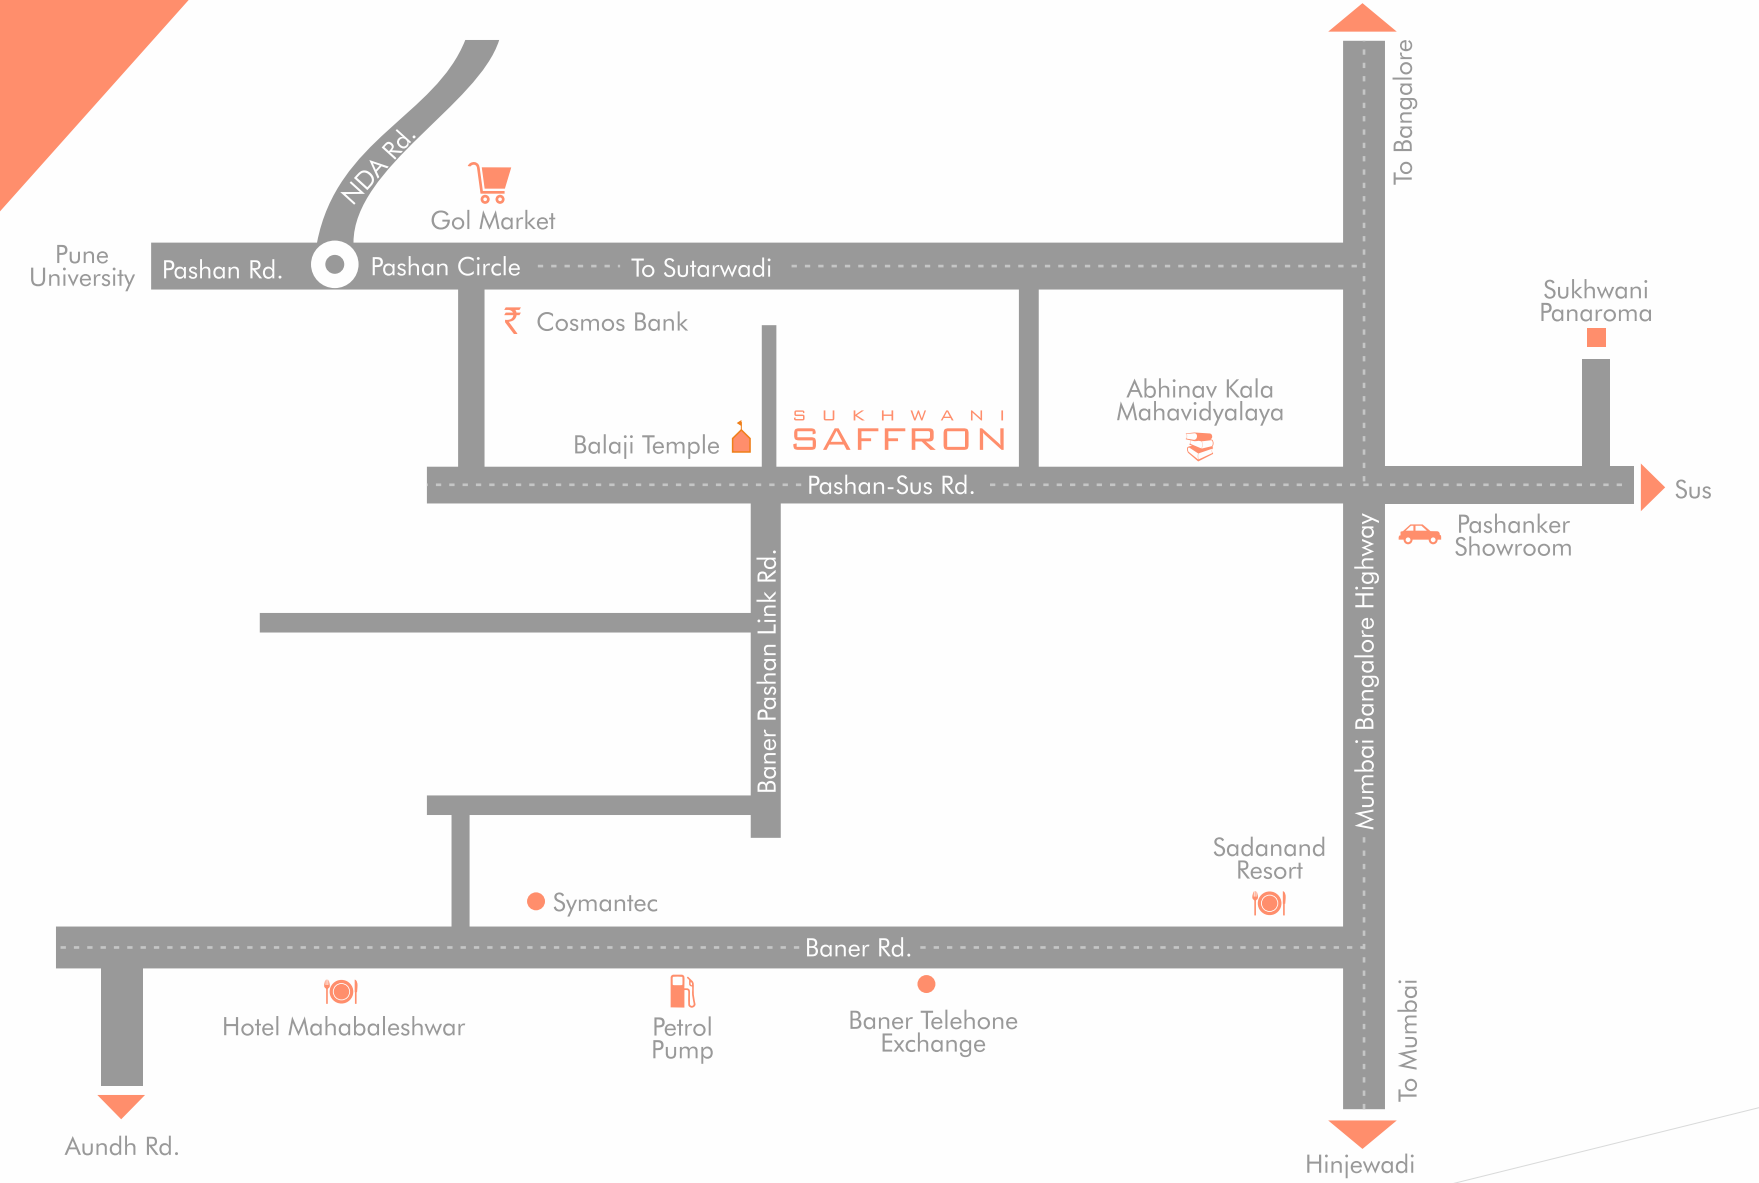 To Bangalore
NDA Rd.
Gol Market
Pune
University
Pashan Rd.
Pashan Circle
To Sutarwadi
Sukhwani
Panaroma
₹ Cosmos Bank
Abhinav Kala
Mahavidyalaya
SUKHWANI
SAFFRON
Balaji Temple
Pashan-Sus Rd.
Sus
Pashanker
Showroom
Baner Pashan Link Rd.
Mumbai Bangalore Highway
Sadanand
Resort
Symantec
Baner Rd.
Hotel Mahabaleshwar
Petrol
Pump
Baner Telehone
Exchange
To Mumbai
Aundh Rd.
Hinjewadi